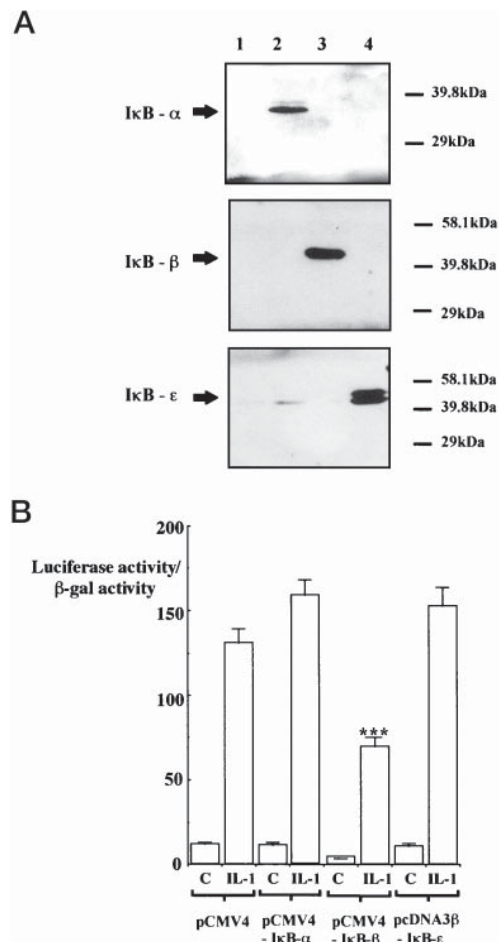 A
1 2 3 4
IκB - α
39.8kDa
29kDa
IκB - β
58.1kDa
39.8kDa
29kDa
IκB - ε
58.1kDa
39.8kDa
29kDa
B
200
Luciferase activity/
β-gal activity
150
100
50
0
***
C IL-1 C IL-1 C IL-1 C IL-1
pCMV4 pCMV4 pCMV4 pcDNA3β
- IκB-α - IκB-β - IκB-ε